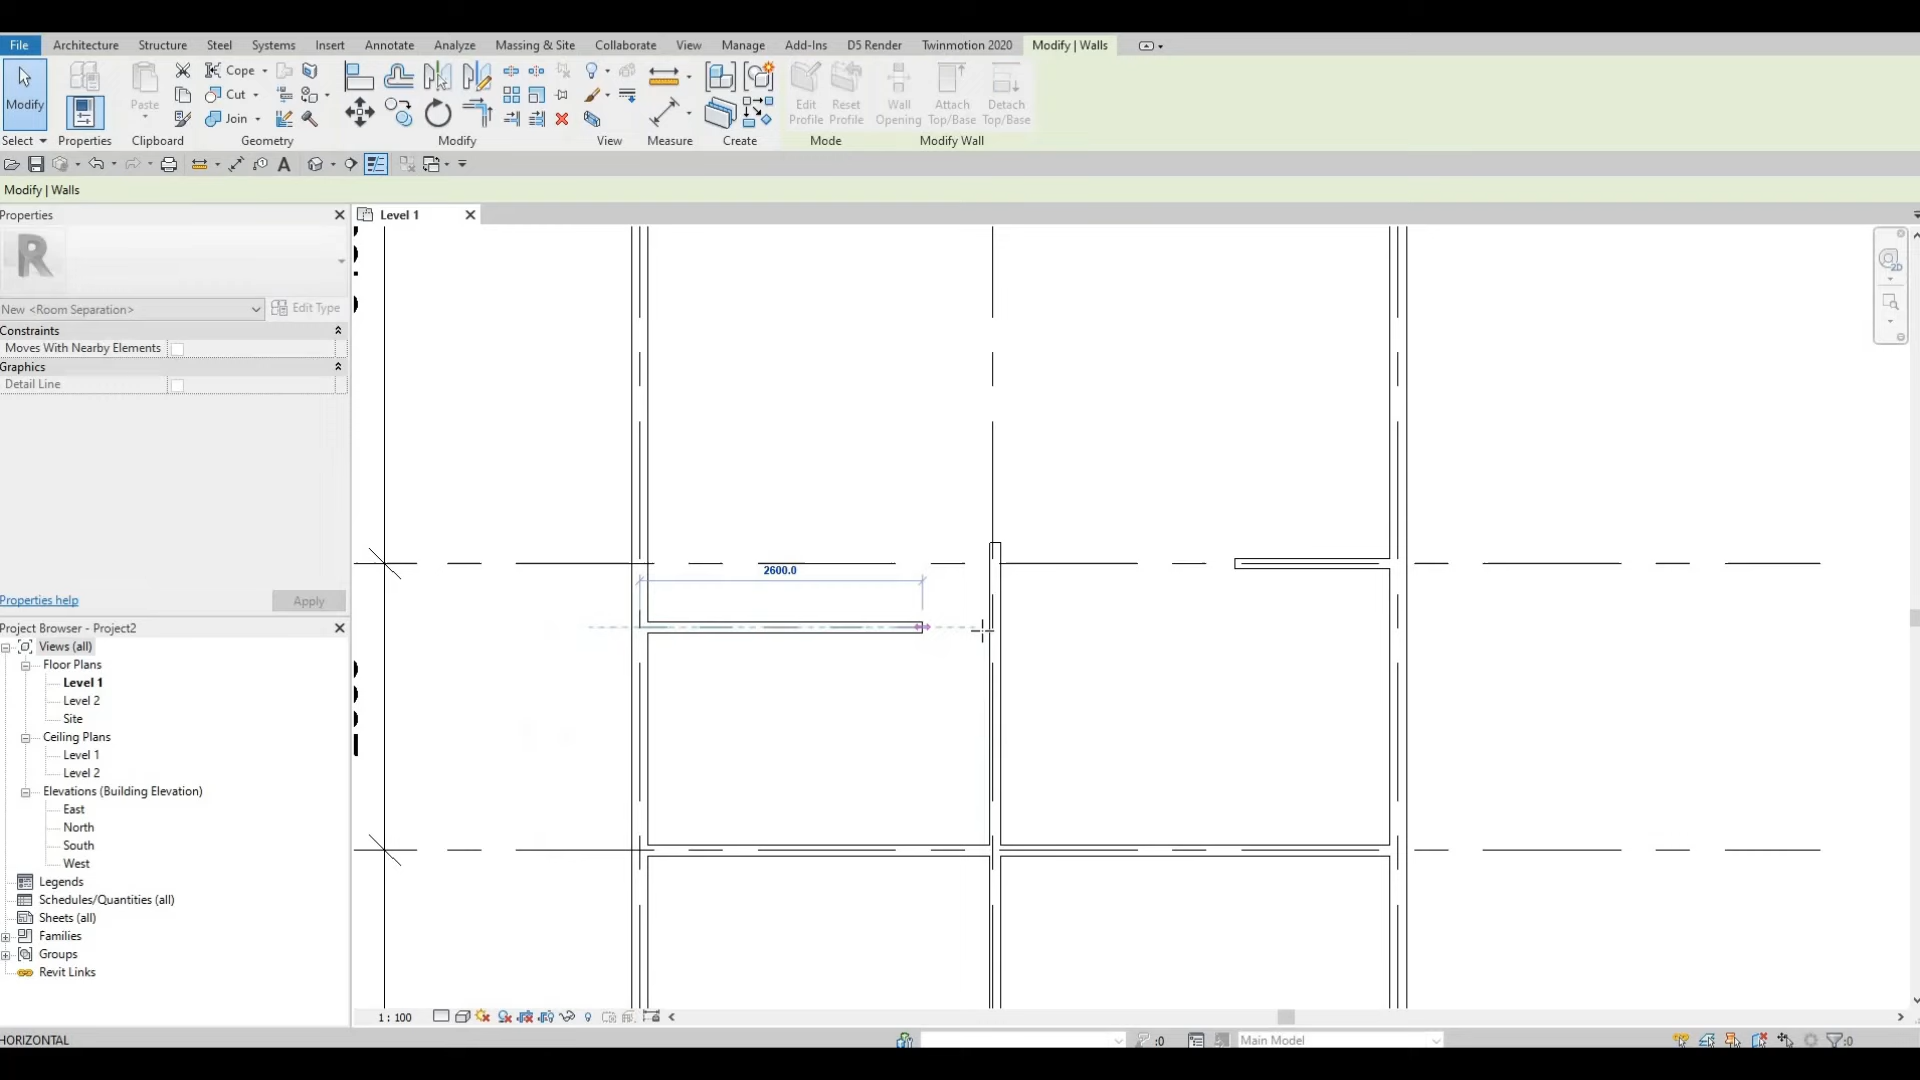 File Architecture Structure Steel Systems Insert Annotate Analyze Massing & Site Collaborate View Manage Add-Ins D5 Render Twinmotion 2020 Modify | Walls
Modify
Paste
Cope
Cut
Join
Edit Profile
Reset Profile
Wall Opening
Attach Top/Base
Detach Top/Base
Select Properties Clipboard Geometry Modify View Measure Create Mode Modify Wall
Modify | Walls
Properties
Level 1
R
New <Room Separation>
Edit Type
Constraints
Moves With Nearby Elements
Graphics
Detail Line
2600.0
Properties help
Apply
Project Browser - Project2
Views (all)
Floor Plans
Level 1
Level 2
Site
Ceiling Plans
Level 1
Level 2
Elevations (Building Elevation)
East
North
South
West
Legends
Schedules/Quantities (all)
Sheets (all)
Families
Groups
Revit Links
1 : 100
HORIZONTAL
:0
Main Model
:0
2D